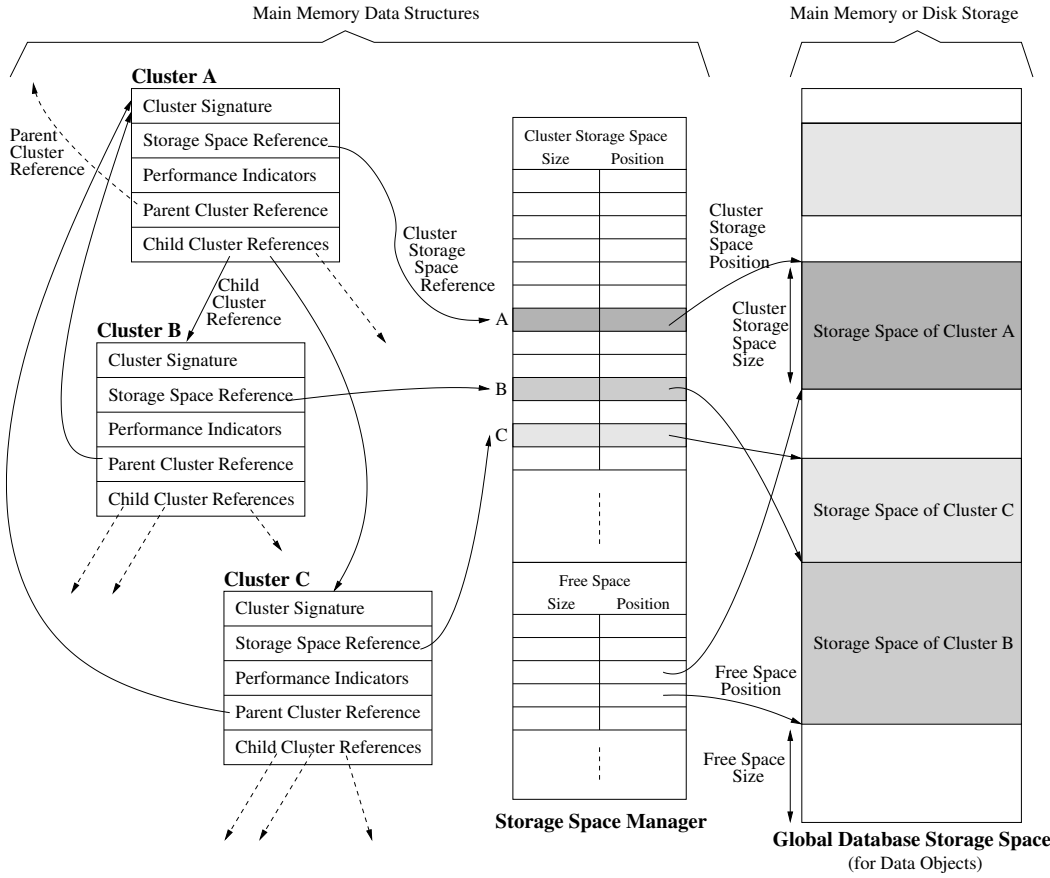 Main Memory Data Structures
Main Memory or Disk Storage
Cluster A
Cluster Signature
Storage Space Reference
Performance Indicators
Parent Cluster Reference
Child Cluster References
Parent
Cluster
Reference
Child
Cluster
Reference
Cluster
Storage
Space
Reference
Cluster B
Cluster Signature
Storage Space Reference
Performance Indicators
Parent Cluster Reference
Child Cluster References
Cluster C
Cluster Signature
Storage Space Reference
Performance Indicators
Parent Cluster Reference
Child Cluster References
Cluster Storage Space
Size Position
A
B
C
Free Space
Size Position
Storage Space Manager
Cluster
Storage
Space
Position
Cluster
Storage
Space
Size
Free Space
Position
Free Space
Size
Storage Space of Cluster A
Storage Space of Cluster C
Storage Space of Cluster B
Global Database Storage Space
(for Data Objects)